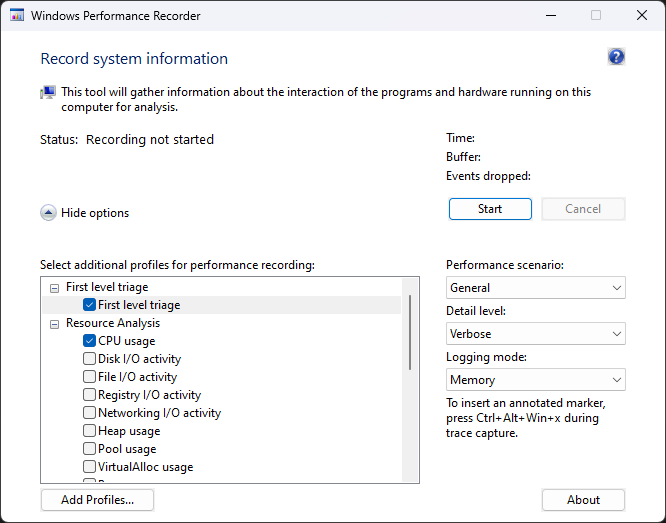 Windows Performance Recorder
Record system information
This tool will gather information about the interaction of the programs and hardware running on this
computer for analysis.
Status: Recording not started
Time:
Buffer:
Events dropped:
Hide options
Start
Cancel
Select additional profiles for performance recording:
First level triage
First level triage
Resource Analysis
CPU usage
Disk I/O activity
File I/O activity
Registry I/O activity
Networking I/O activity
Heap usage
Pool usage
VirtualAlloc usage
Performance scenario:
General
Detail level:
Verbose
Logging mode:
Memory
To insert an annotated marker,
press Ctrl+Alt+Win+x during
trace capture.
Add Profiles...
About